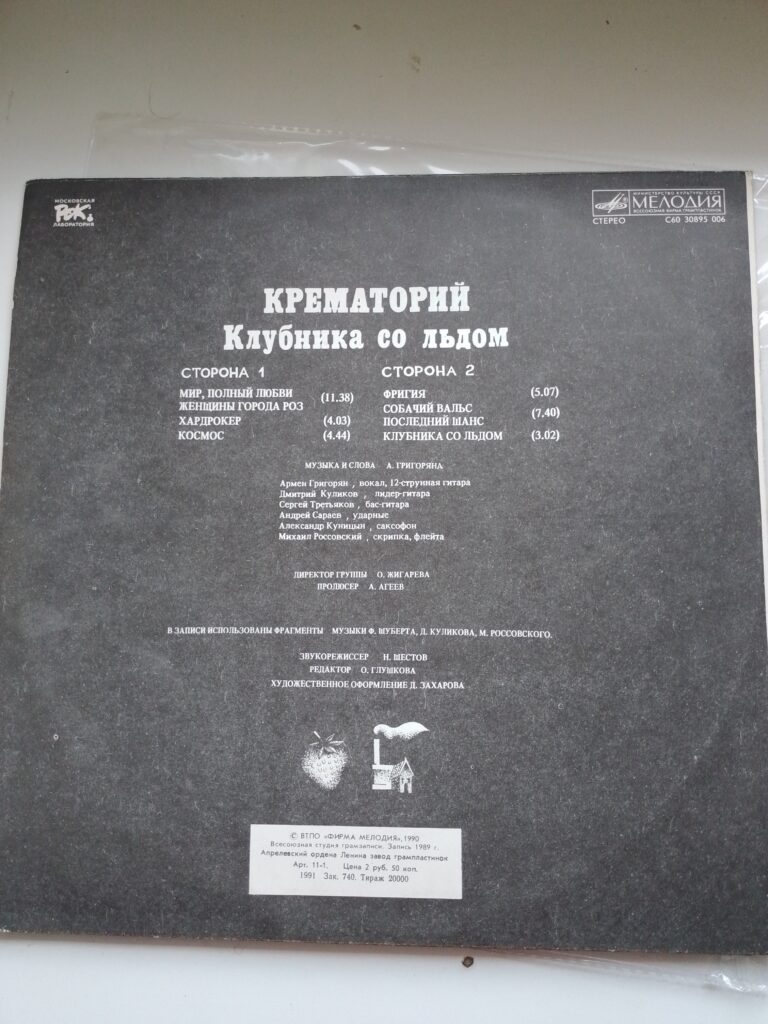 МОСКОВСКАЯ
РОК
ЛАБОРАТОРИЯ
МИНИСТЕРСТВО КУЛЬТУРЫ СССР
МЕЛОДИЯ
ВСЕСОЮЗНАЯ ФИРМА ГРАМПЛАСТИНОК
СТЕРЕО С60 30895 006
КРЕМАТОРИЙ
Клубника со льдом
СТОРОНА 1
МИР, ПОЛНЫЙ ЛЮБВИ
ЖЕНЩИНЫ ГОРОДА РОЗ (11.38)
ХАРДРОКЕР (4.03)
КОСМОС (4.44)
СТОРОНА 2
ФРИГИЯ (5.07)
СОБАЧИЙ ВАЛЬС
ПОСЛЕДНИЙ ШАНС (7.40)
КЛУБНИКА СО ЛЬДОМ (3.02)
МУЗЫКА И СЛОВА А. ГРИГОРЯНА
Армен Григорян , вокал, 12-струнная гитара
Дмитрий Куликов , лидер-гитара
Сергей Третьяков , бас-гитара
Андрей Сараев , ударные
Александр Куницын , саксофон
Михаил Россовский , скрипка, флейта
ДИРЕКТОР ГРУППЫ О. ЖИГАРЕВА
ПРОДЮСЕР А. АГЕЕВ
В ЗАПИСИ ИСПОЛЬЗОВАНЫ ФРАГМЕНТЫ МУЗЫКИ Ф. ШУБЕРТА, Д. КУЛИКОВА, М. РОССОВСКОГО.
ЗВУКОРЕЖИССЕР Н. ШЕСТОВ
РЕДАКТОР О. ГЛУШКОВА
ХУДОЖЕСТВЕННОЕ ОФОРМЛЕНИЕ Д. ЗАХАРОВА
© ВТПО «ФИРМА МЕЛОДИЯ», 1990
Всесоюзная студия грамзаписи. Запись 1989 г.
Апрелевский ордена Ленина завод грампластинок
Арт. 11-1. Цена 2 руб. 50 коп.
1991 Зак. 740. Тираж 20000